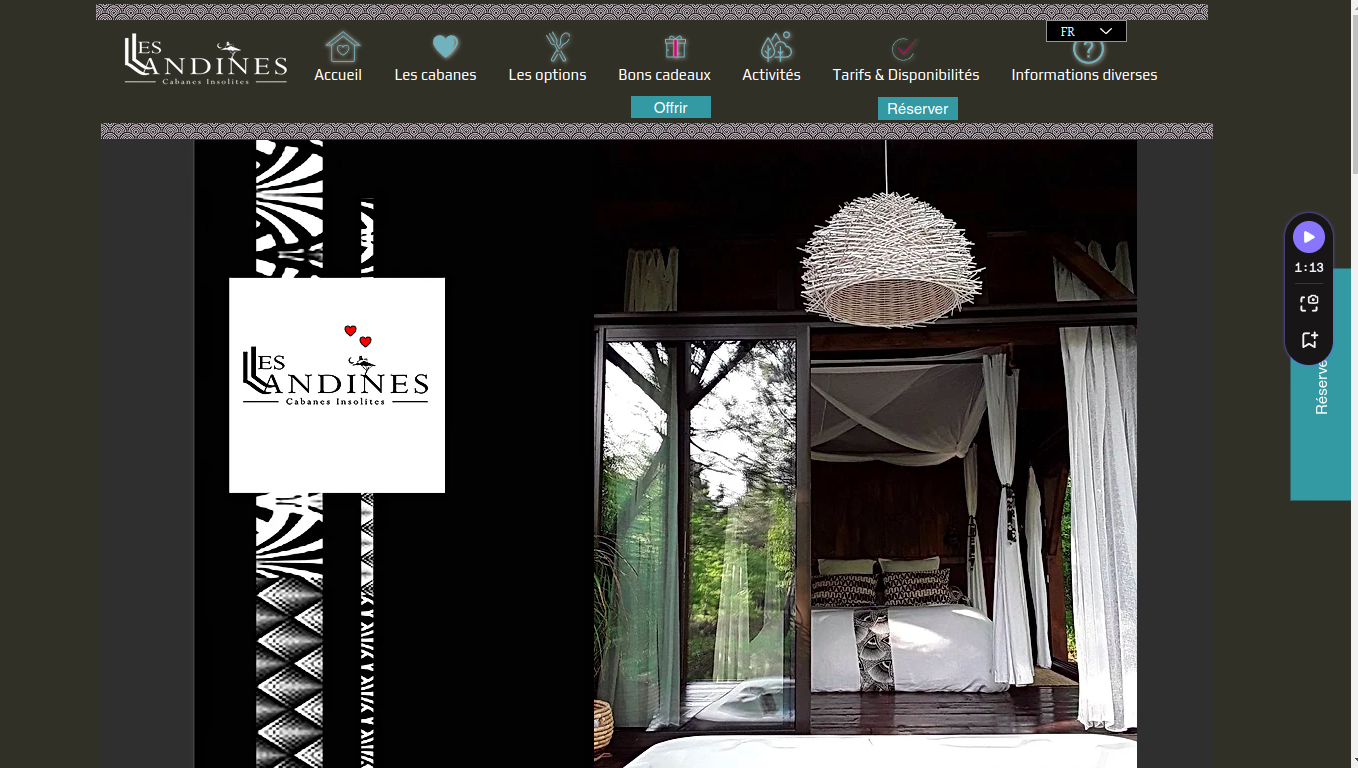 LES
LANDINES
Cabanes Insolites
Accueil
Les cabanes
Les options
Bons cadeaux
Activités
Tarifs & Disponibilités
Informations diverses
FR
?
Offrir
Réserver
LES
LANDINES
Cabanes Insolites
1:13